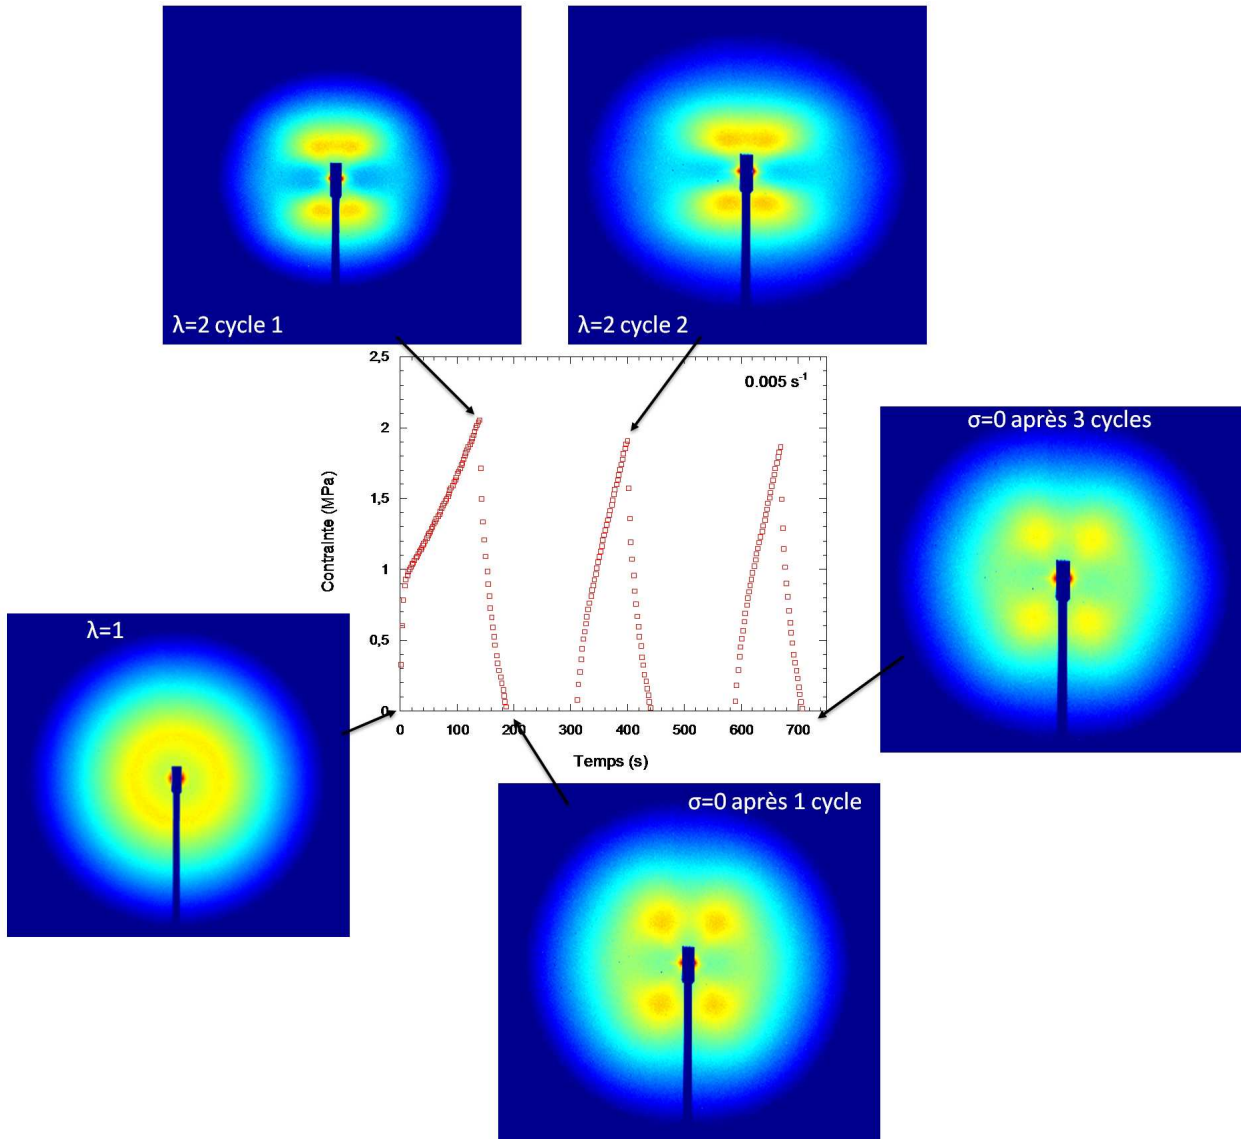 λ=2 cycle 1
λ=2 cycle 2
2,5
2
1,5
1
0,5
0
Contrainte (MPa)
0.005 s⁻¹
0 100 200 300 400 500 600 700
Temps (s)
σ=0 après 3 cycles
λ=1
σ=0 après 1 cycle